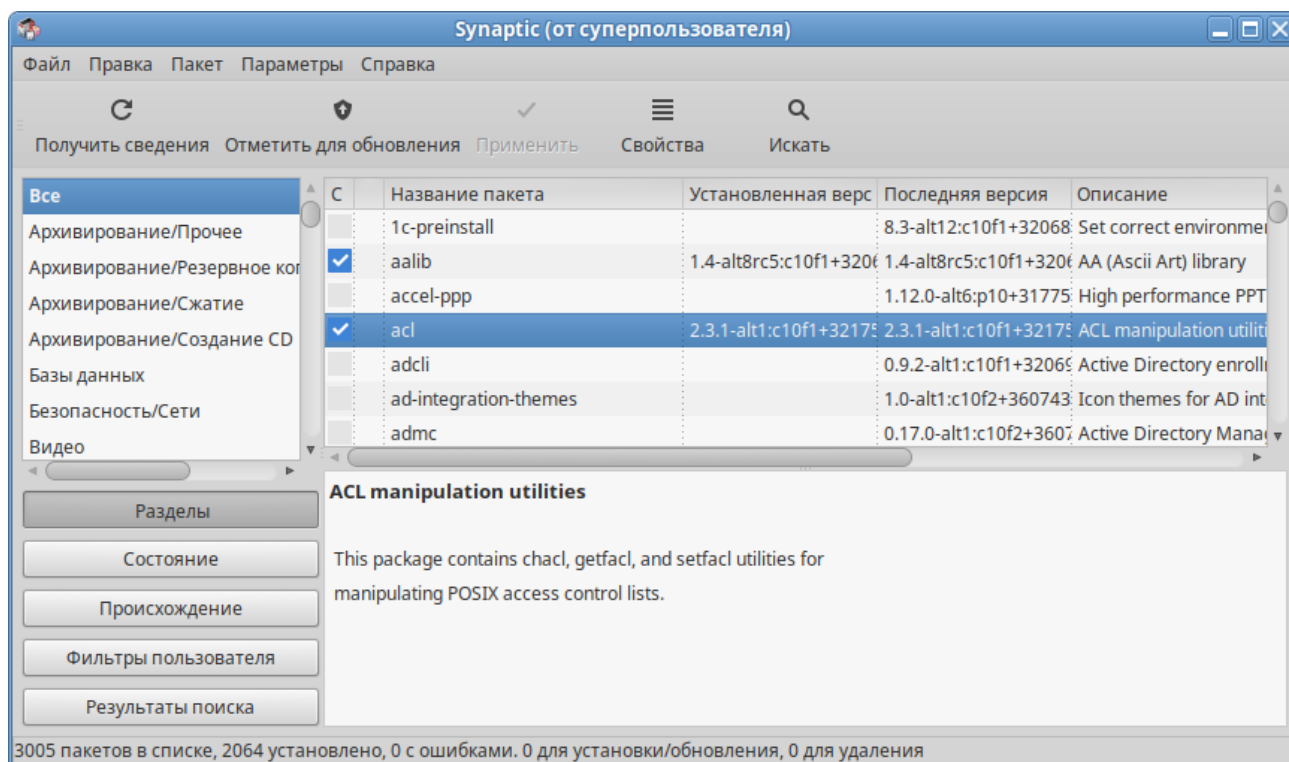 Synaptic (от суперпользователя)
Файл Правка Пакет Параметры Справка
Получить сведения Отметить для обновления Применить Свойства Искать
Все
Архивирование/Прочее
Архивирование/Резервное коп
Архивирование/Сжатие
Архивирование/Создание CD
Базы данных
Безопасность/Сети
Видео
С Название пакета Установленная верс Последняя версия Описание
1c-preinstall 8.3-alt12:c10f1+32068 Set correct environmen
aalib 1.4-alt8rc5:c10f1+3206 1.4-alt8rc5:c10f1+3206 AA (Ascii Art) library
accel-ppp 1.12.0-alt6:p10+31775 High performance PPT
acl 2.3.1-alt1:c10f1+32175 2.3.1-alt1:c10f1+32175 ACL manipulation utiliti
adcli 0.9.2-alt1:c10f1+32069 Active Directory enrolli
ad-integration-themes 1.0-alt1:c10f2+360743 Icon themes for AD int
admc 0.17.0-alt1:c10f2+3607 Active Directory Manag
Разделы
Состояние
Происхождение
Фильтры пользователя
Результаты поиска
ACL manipulation utilities
This package contains chacl, getfacl, and setfacl utilities for
manipulating POSIX access control lists.
3005 пакетов в списке, 2064 установлено, 0 с ошибками. 0 для установки/обновления, 0 для удаления